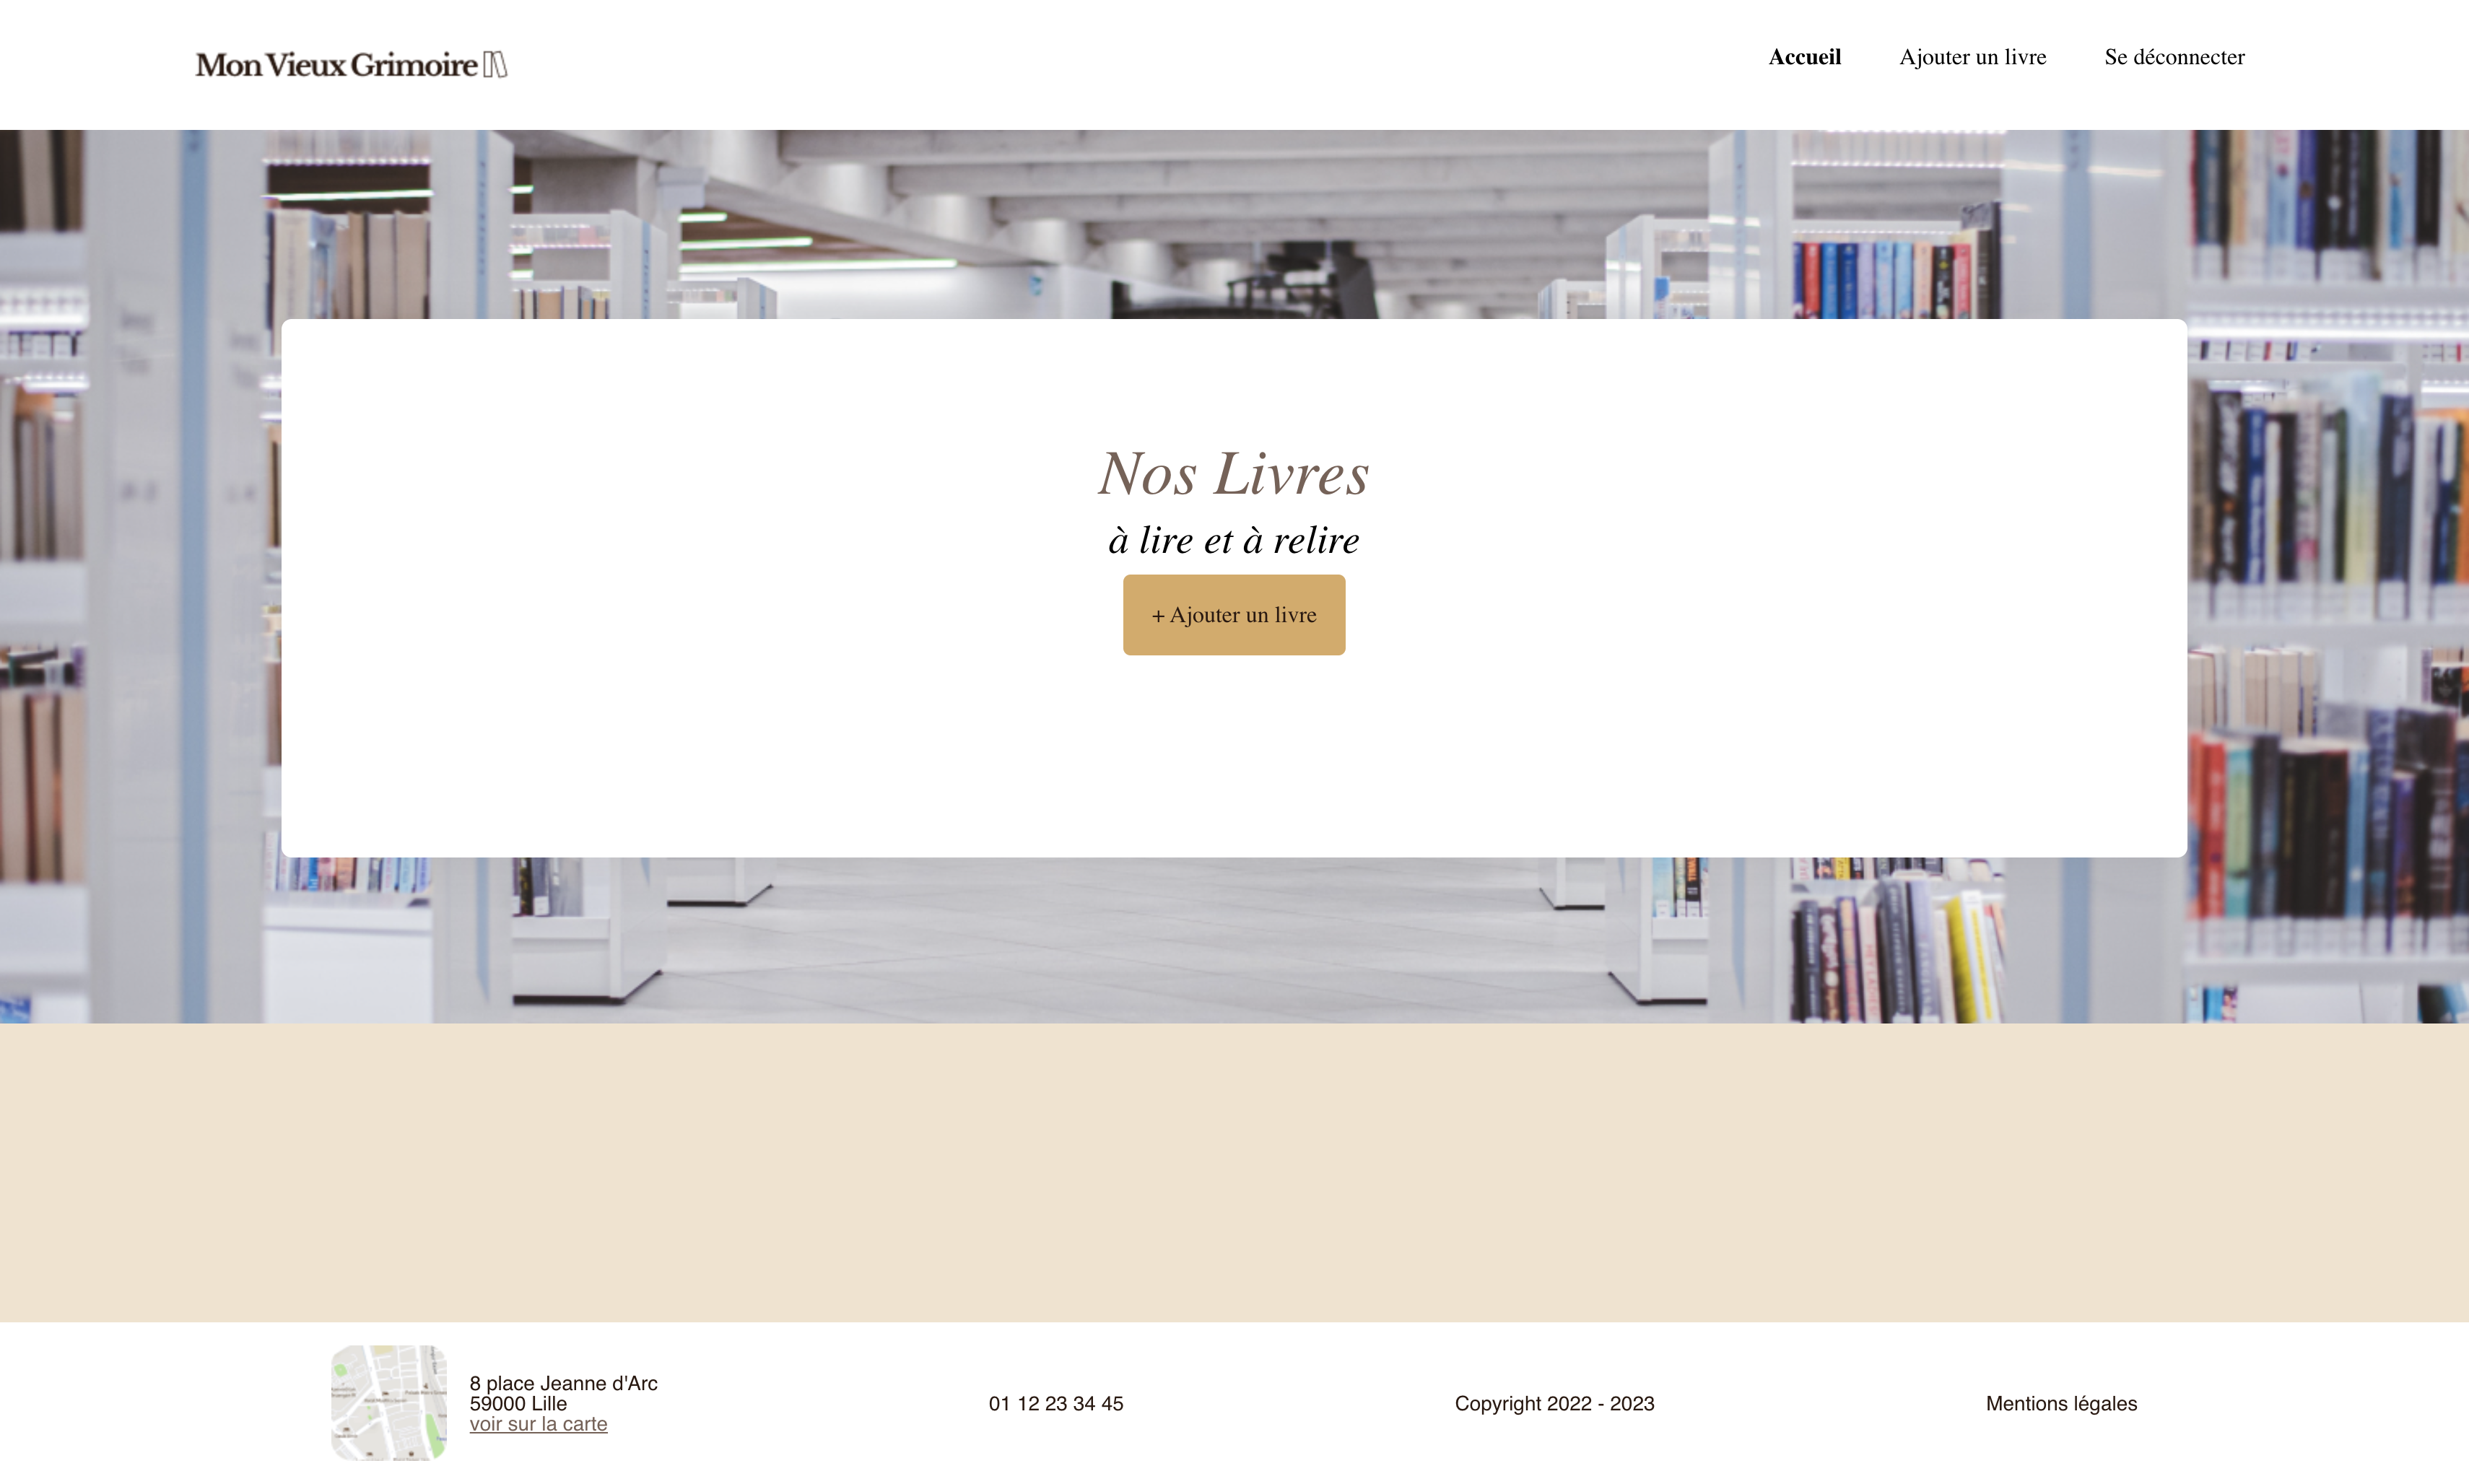 Mon Vieux Grimoire
Accueil
Ajouter un livre
Se déconnecter
Nos Livres
à lire et à relire
+ Ajouter un livre
8 place Jeanne d'Arc
59000 Lille
voir sur la carte
01 12 23 34 45
Copyright 2022 - 2023
Mentions légales